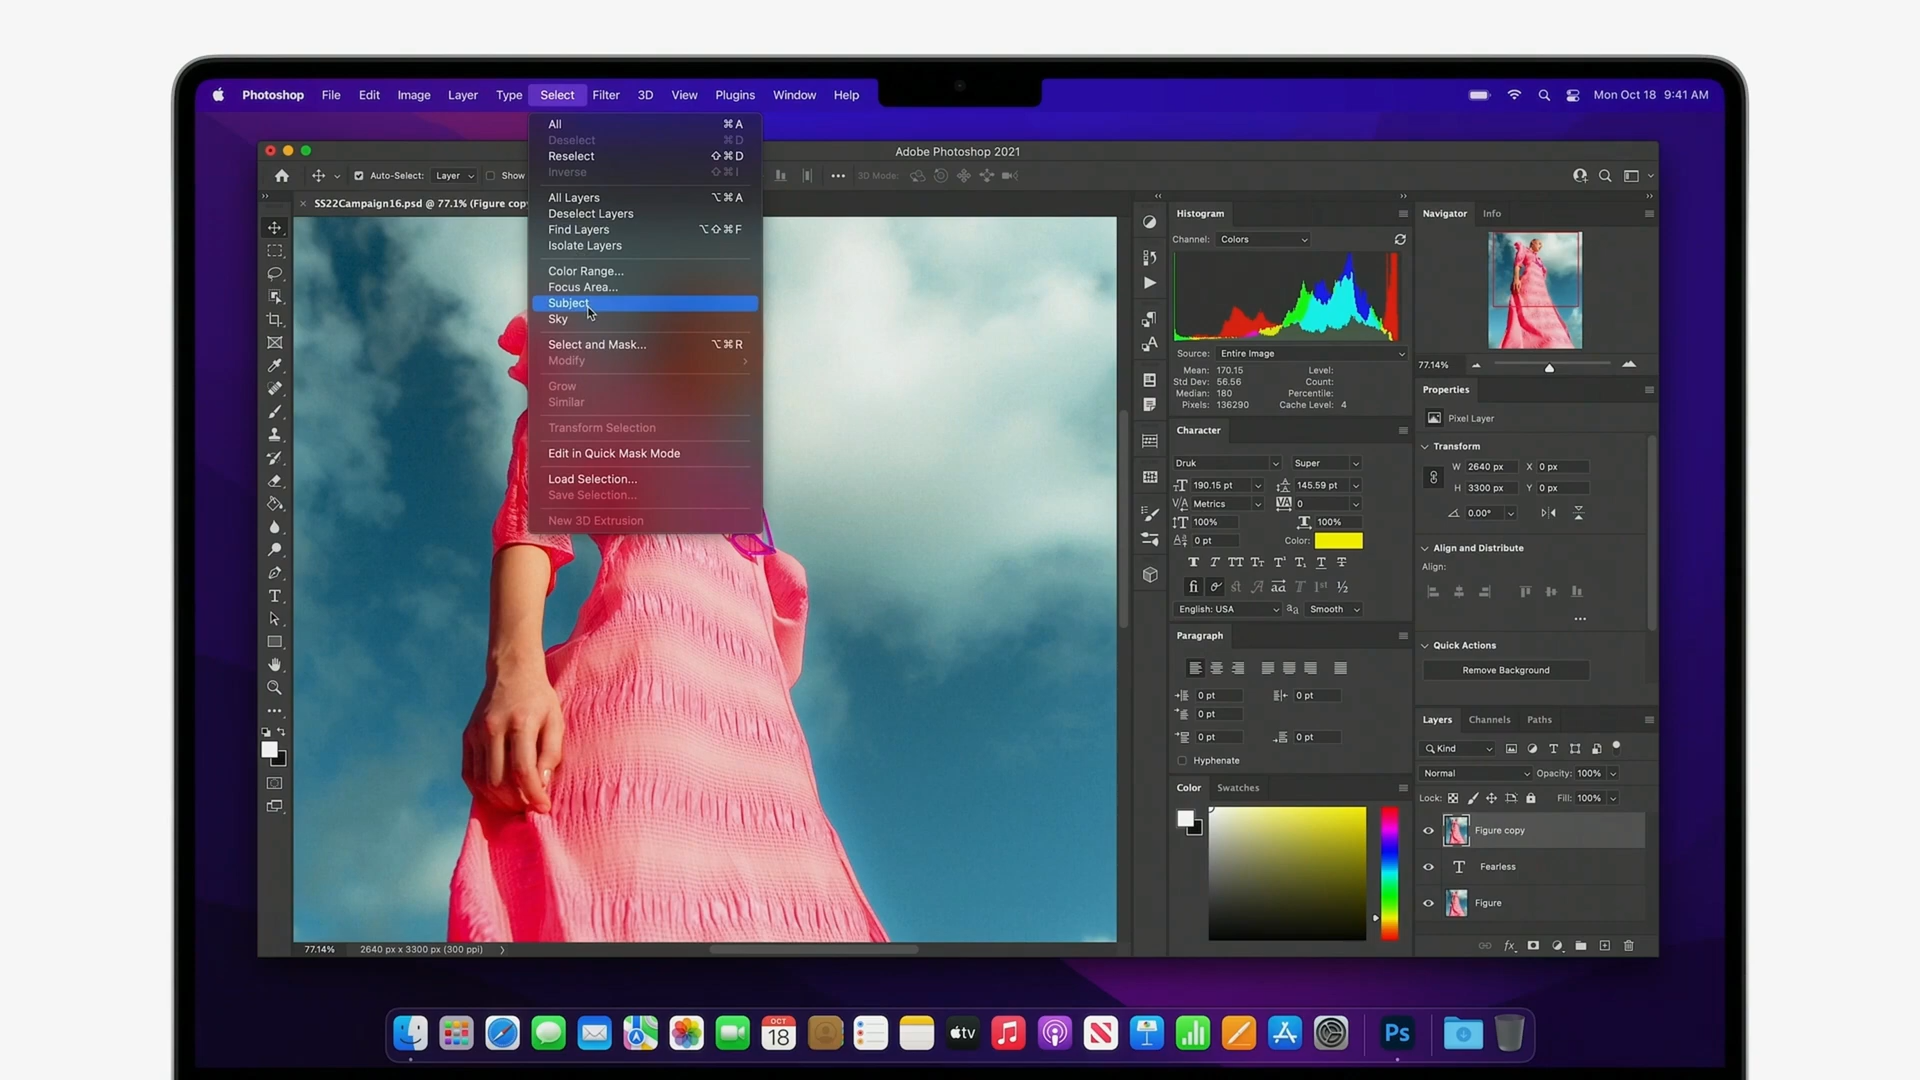 Photoshop File Edit Image Layer Type Select Filter 3D View Plugins Window Help Mon Oct 18 9:41 AM
Adobe Photoshop 2021
Auto-Select: Layer Show 3D Mode:
SS22Campaign16.psd @ 77.1% (Figure copy
All ⌘A
Deselect ⌘D
Reselect ⇧⌘D
Inverse ⇧⌘I
All Layers ⌥⌘A
Deselect Layers
Find Layers ⌥⇧⌘F
Isolate Layers
Color Range...
Focus Area...
Subject
Sky
Select and Mask... ⌥⌘R
Modify
Grow
Similar
Transform Selection
Edit in Quick Mask Mode
Load Selection...
Save Selection...
New 3D Extrusion
77.14% 2640 px x 3300 px (300 ppi)
Histogram
Channel: Colors
Source: Entire Image
Mean: 170.15 Level:
Std Dev: 56.56 Count:
Median: 180 Percentile:
Pixels: 136290 Cache Level: 4
Character
Druk Super
190.15 pt 145.59 pt
Metrics 0
100% 100%
0 pt Color:
English: USA Smooth
Paragraph
0 pt 0 pt
0 pt
0 pt 0 pt
Hyphenate
Color Swatches
Navigator Info
77.14%
Properties
Pixel Layer
Transform
W 2640 px X 0 px
H 3300 px Y 0 px
0.00°
Align and Distribute
Align:
Quick Actions
Remove Background
Layers Channels Paths
Kind
Normal Opacity: 100%
Lock: Fill: 100%
Figure copy
Fearless
Figure
fx
OCT
18
tv
Ps